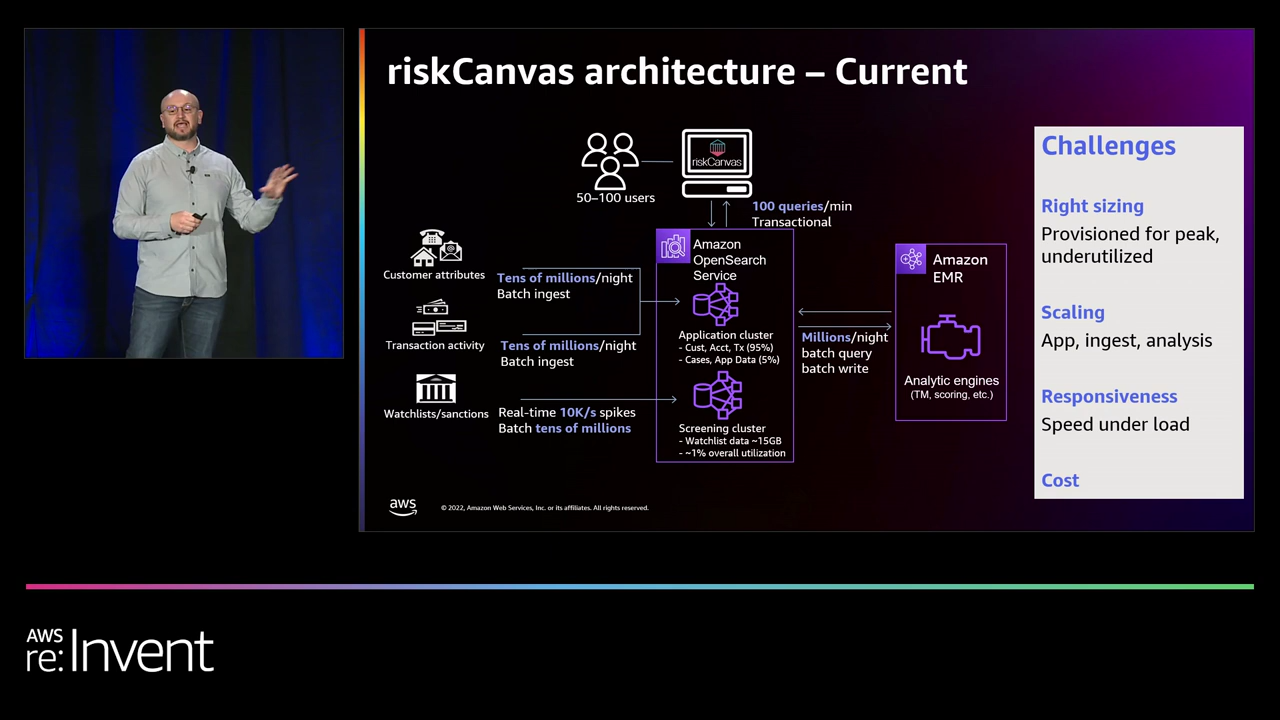 riskCanvas architecture – Current
riskCanvas
50–100 users
100 queries/min
Transactional
Customer attributes
Tens of millions/night
Batch ingest
Transaction activity
Tens of millions/night
Batch ingest
Watchlists/sanctions
Real-time 10K/s spikes
Batch tens of millions
Amazon
OpenSearch
Service
Application cluster
- Cust, Acct, Tx (95%)
- Cases, App Data (5%)
Screening cluster
- Watchlist data ~15GB
- ~1% overall utilization
Millions/night
batch query
batch write
Amazon
EMR
Analytic engines
(TM, scoring, etc.)
Challenges
Right sizing
Provisioned for peak,
underutilized
Scaling
App, ingest, analysis
Responsiveness
Speed under load
Cost
aws
© 2022, Amazon Web Services, Inc. or its affiliates. All rights reserved.
AWS
re:Invent